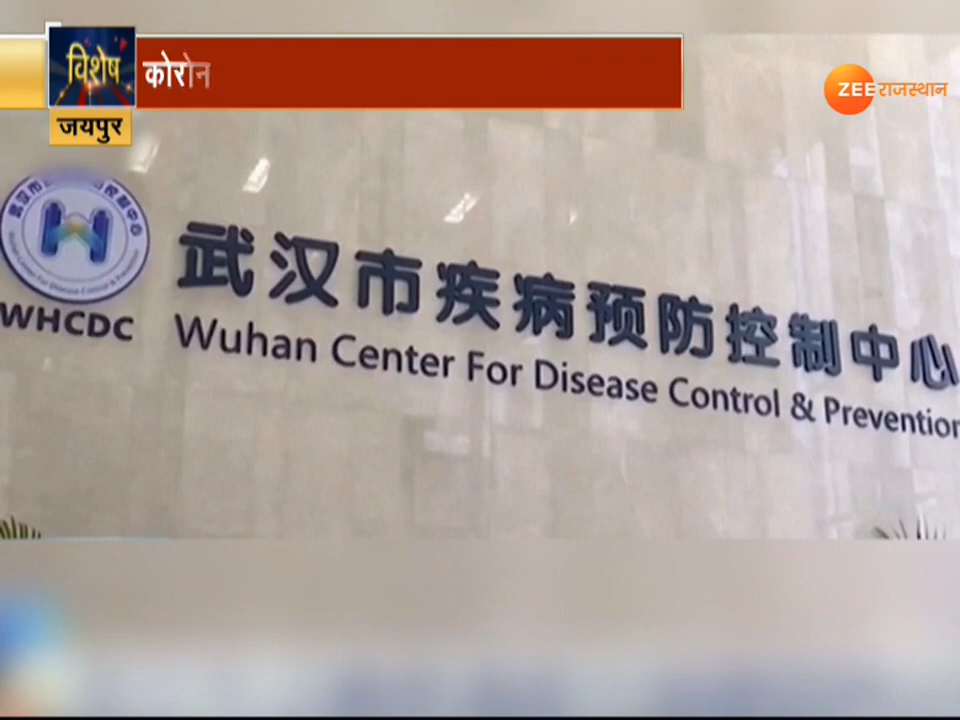 विशेष
कोरोन
जयपुर
ZEE राजस्थान
武汉市疾病预防控制中心
WHCDC
Wuhan Center For Disease Control & Prevention